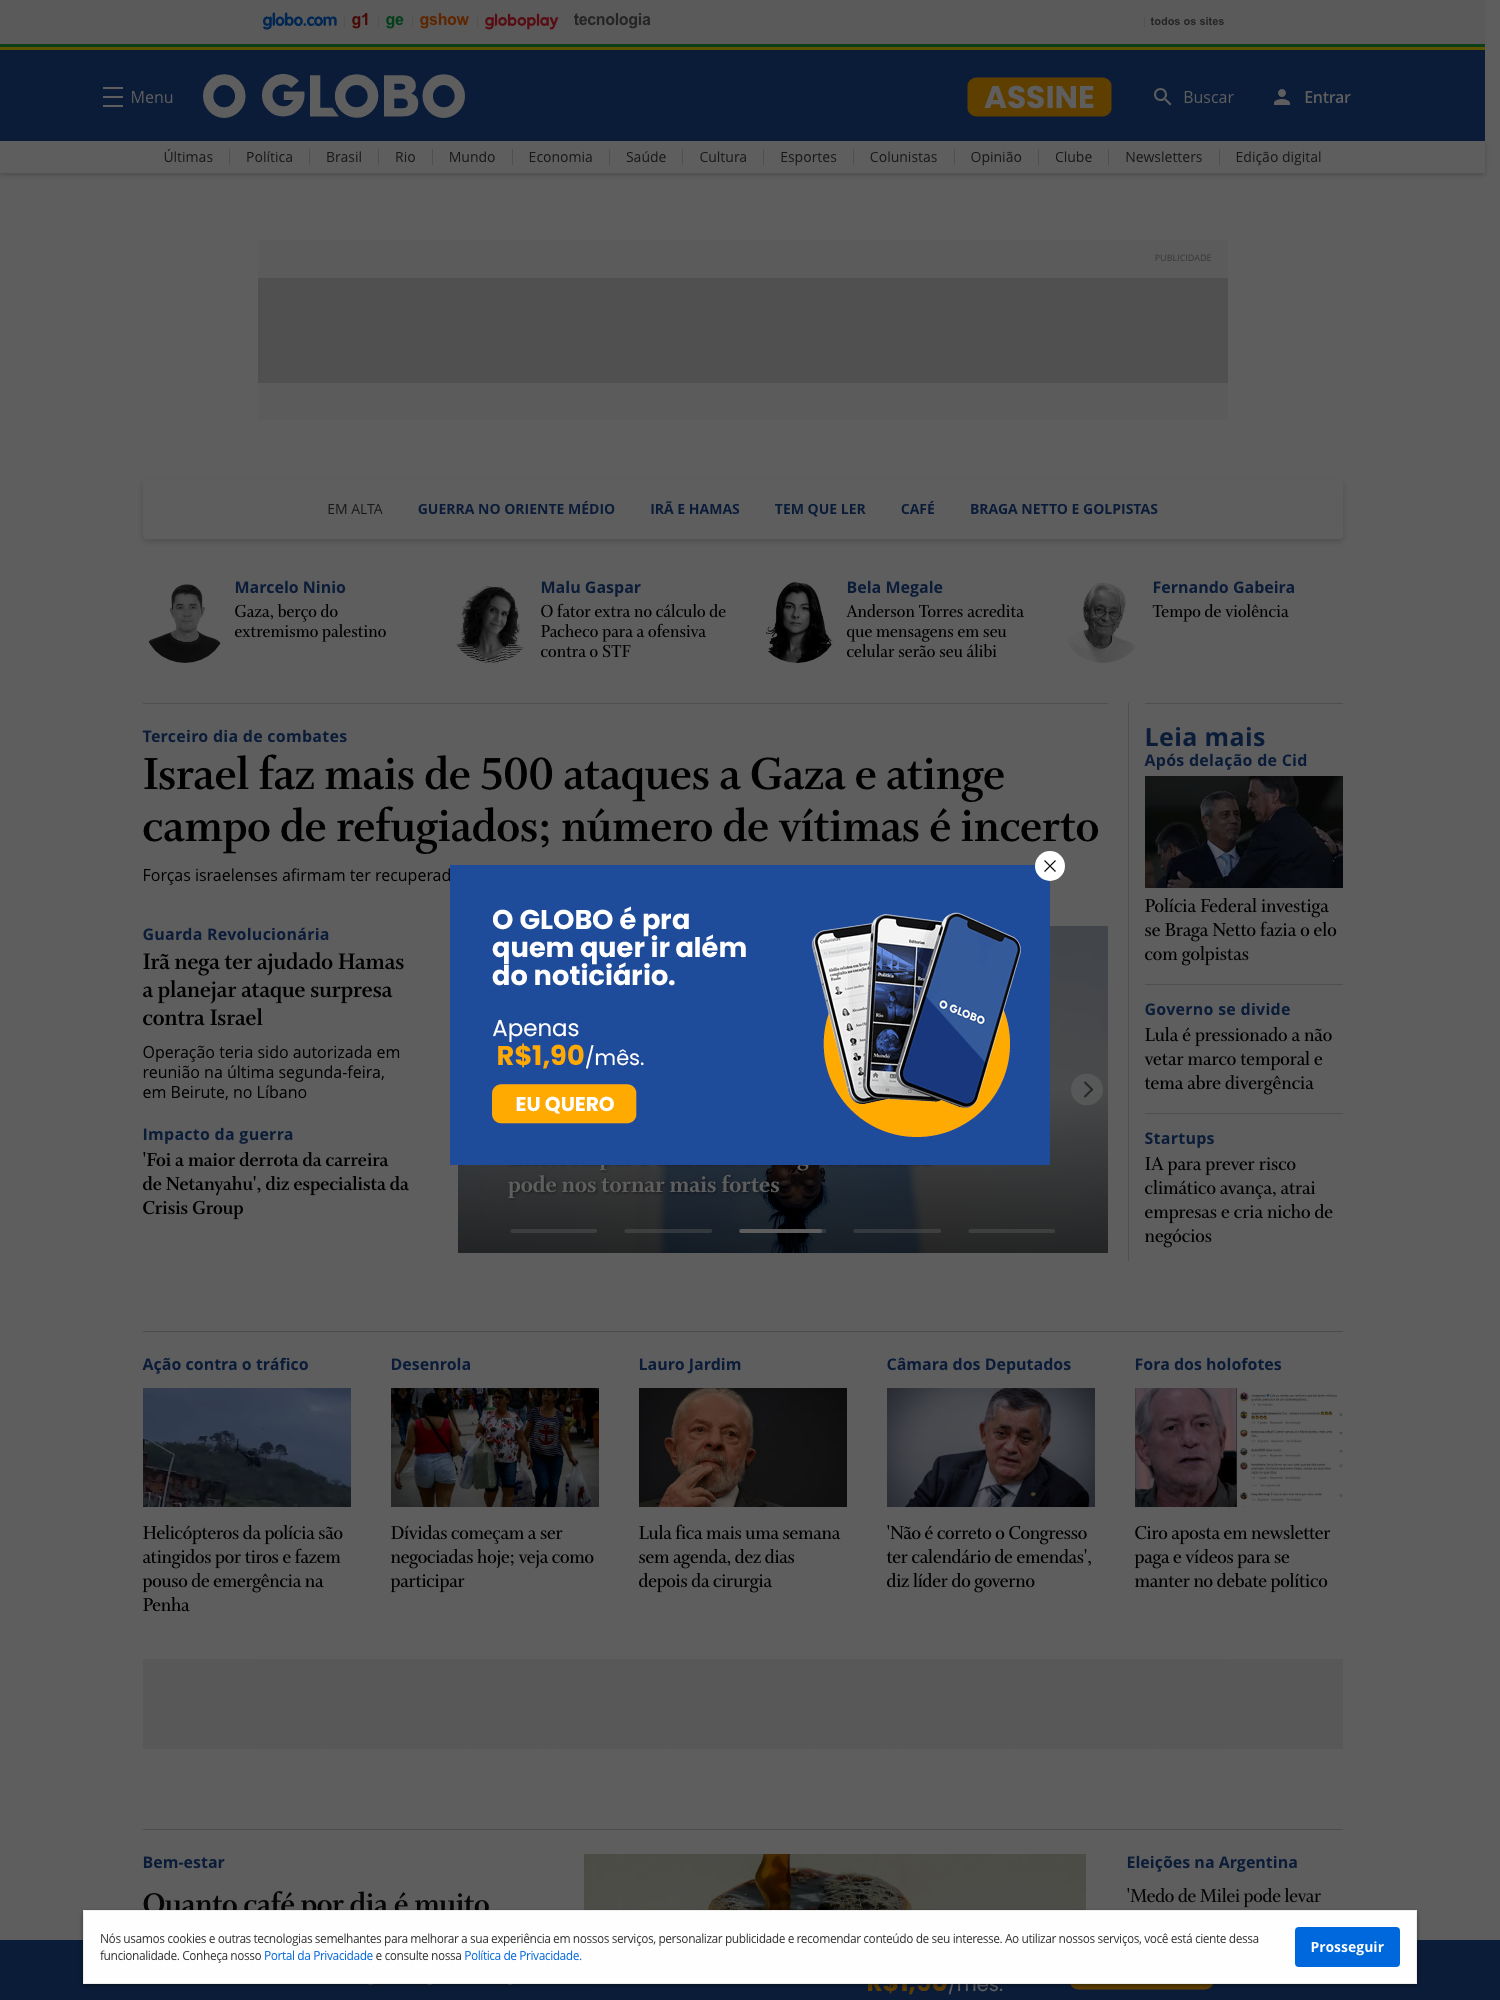 globo.com g1 ge gshow globoplay tecnologia todos os sites
Menu O GLOBO ASSINE Buscar Entrar
Últimas Política Brasil Rio Mundo Economia Saúde Cultura Esportes Colunistas Opinião Clube Newsletters Edição digital
PUBLICIDADE
EM ALTA GUERRA NO ORIENTE MÉDIO IRÃ E HAMAS TEM QUE LER CAFÉ BRAGA NETTO E GOLPISTAS
Marcelo Ninio
Gaza, berço do
extremismo palestino
Malu Gaspar
O fator extra no cálculo de
Pacheco para a ofensiva
contra o STF
Bela Megale
Anderson Torres acredita
que mensagens em seu
celular serão seu álibi
Fernando Gabeira
Tempo de violência
Terceiro dia de combates
Israel faz mais de 500 ataques a Gaza e atinge
campo de refugiados; número de vítimas é incerto
Forças israelenses afirmam ter
Guarda Revolucionária
Irã nega ter ajudado Hamas
a planejar ataque surpresa
contra Israel
Operação teria sido autorizada em
reunião na última segunda-feira,
em Beirute, no Líbano
Impacto da guerra
'Foi a maior derrota da carreira
de Netanyahu', diz especialista da
Crisis Group
O GLOBO é pra
quem quer ir além
do noticiário.
Apenas
R$1,90/mês.
EU QUERO
Editorias
Política
Rio
Mundo
O GLOBO
pode nos tornar mais fortes
Leia mais
Após delação de Cid
Polícia Federal investiga
se Braga Netto fazia o elo
com golpistas
Governo se divide
Lula é pressionado a não
vetar marco temporal e
tema abre divergência
Startups
IA para prever risco
climático avança, atrai
empresas e cria nicho de
negócios
Ação contra o tráfico
Helicópteros da polícia são
atingidos por tiros e fazem
pouso de emergência na
Penha
Desenrola
Dívidas começam a ser
negociadas hoje; veja como
participar
Lauro Jardim
Lula fica mais uma semana
sem agenda, dez dias
depois da cirurgia
Câmara dos Deputados
'Não é correto o Congresso
ter calendário de emendas',
diz líder do governo
Fora dos holofotes
Ciro aposta em newsletter
paga e vídeos para se
manter no debate político
Bem-estar
Quanto café por dia é muito
Eleições na Argentina
'Medo de Milei pode levar
Nós usamos cookies e outras tecnologias semelhantes para melhorar a sua experiência em nossos serviços, personalizar publicidade e recomendar conteúdo de seu interesse. Ao utilizar nossos serviços, você está ciente dessa
funcionalidade. Conheça nosso Portal da Privacidade e consulte nossa Política de Privacidade.
Prosseguir
R$1,90/mês.